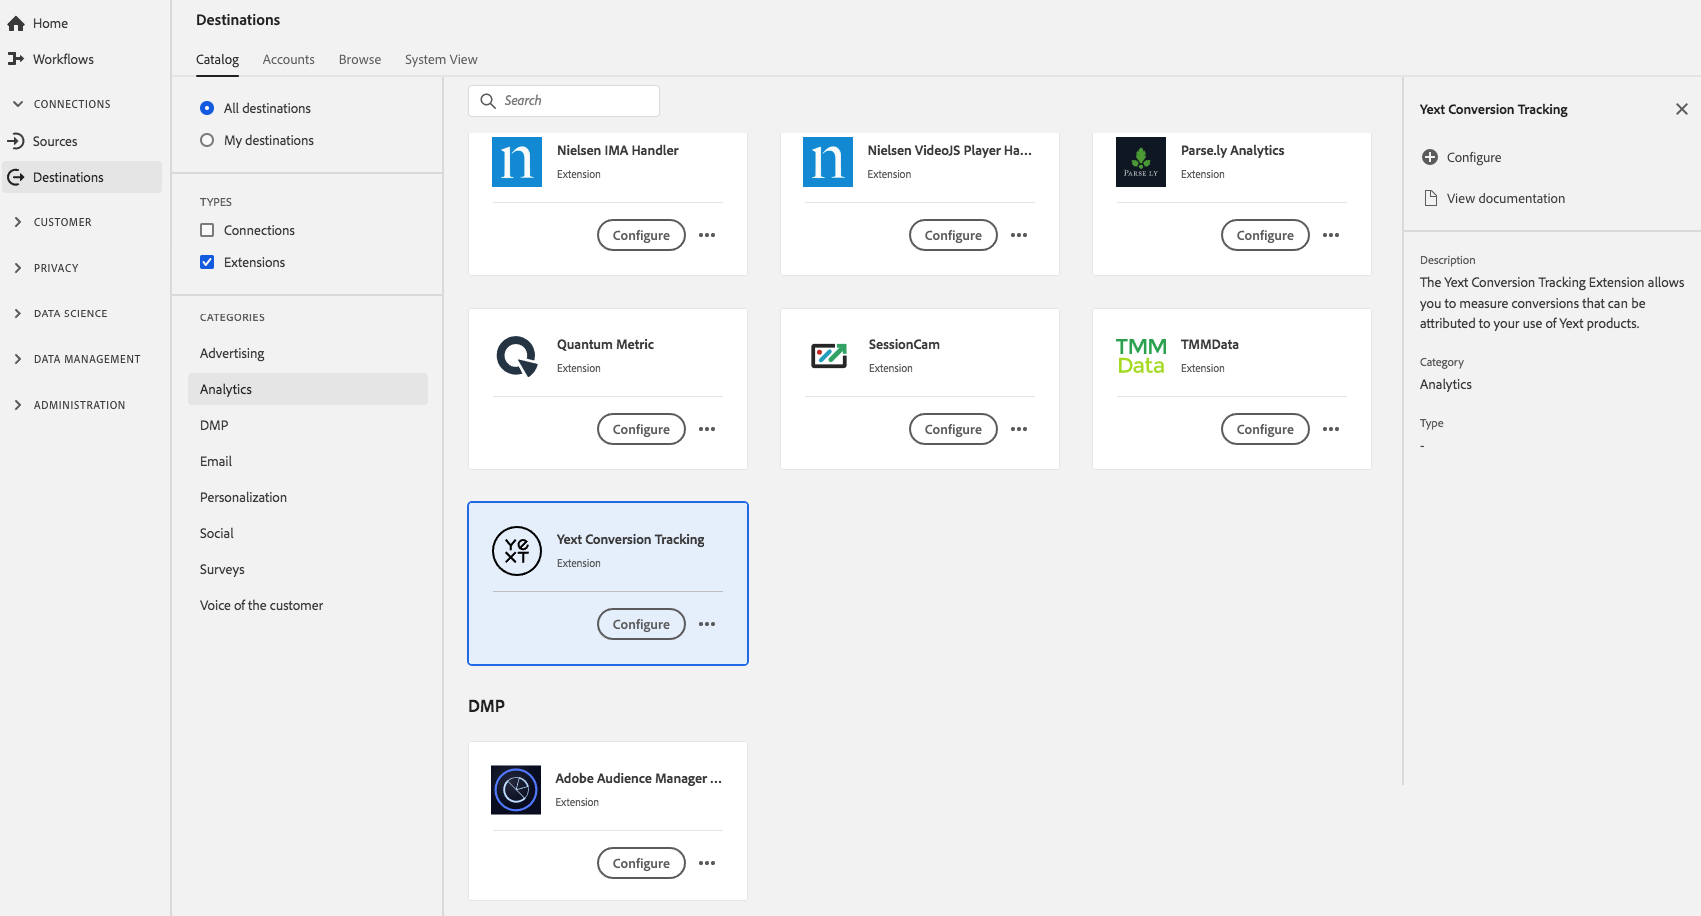 Home
Workflows
CONNECTIONS
Sources
Destinations
CUSTOMER
PRIVACY
DATA SCIENCE
DATA MANAGEMENT
ADMINISTRATION
Destinations
Catalog Accounts Browse System View
All destinations
My destinations
TYPES
Connections
Extensions
CATEGORIES
Advertising
Analytics
DMP
Email
Personalization
Social
Surveys
Voice of the customer
Search
n
Nielsen IMA Handler
Extension
Configure
n
Nielsen VideoJS Player Ha...
Extension
Configure
PARSE LY
Parse.ly Analytics
Extension
Configure
Quantum Metric
Extension
Configure
SessionCam
Extension
Configure
TMM
Data
TMMData
Extension
Configure
YE
XT
Yext Conversion Tracking
Extension
Configure
DMP
Adobe Audience Manager ...
Extension
Configure
Yext Conversion Tracking
Configure
View documentation
Description
The Yext Conversion Tracking Extension allows
you to measure conversions that can be
attributed to your use of Yext products.
Category
Analytics
Type
-